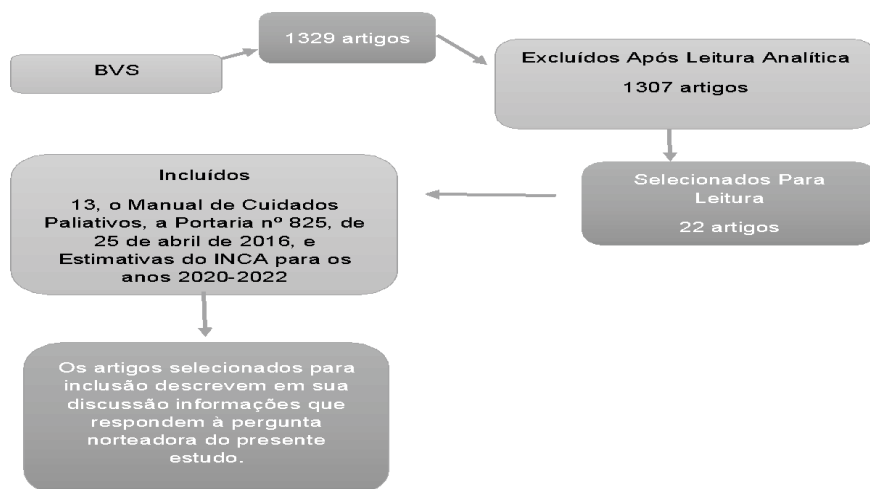 BVS
1329 artigos
Excluídos Após Leitura Analítica
1307 artigos
Selecionados Para
Leitura
22 artigos
Incluídos
13, o Manual de Cuidados
Paliativos, a Portaria nº 825, de
25 de abril de 2016, e
Estimativas do INCA para os
anos 2020-2022
Os artigos selecionados para
inclusão descrevem em sua
discussão informações que
respondem à pergunta
norteadora do presente
estudo.